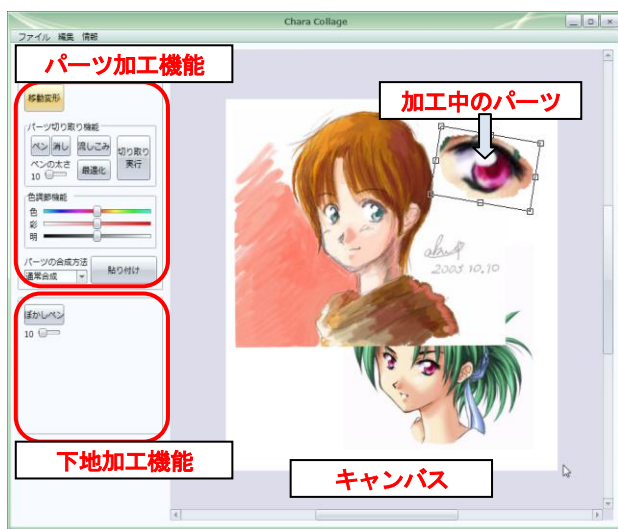 Chara Collage
ファイル 編集 情報
パーツ加工機能
移動変形
パーツ切り取り機能
ペン 消し 流しこみ 切り取り実行
ペンの太さ
10 最適化
色調節機能
色
彩
明
パーツの合成方法
通常合成 貼り付け
ぼかしペン
10
下地加工機能
加工中のパーツ
2005.10.10
キャンバス